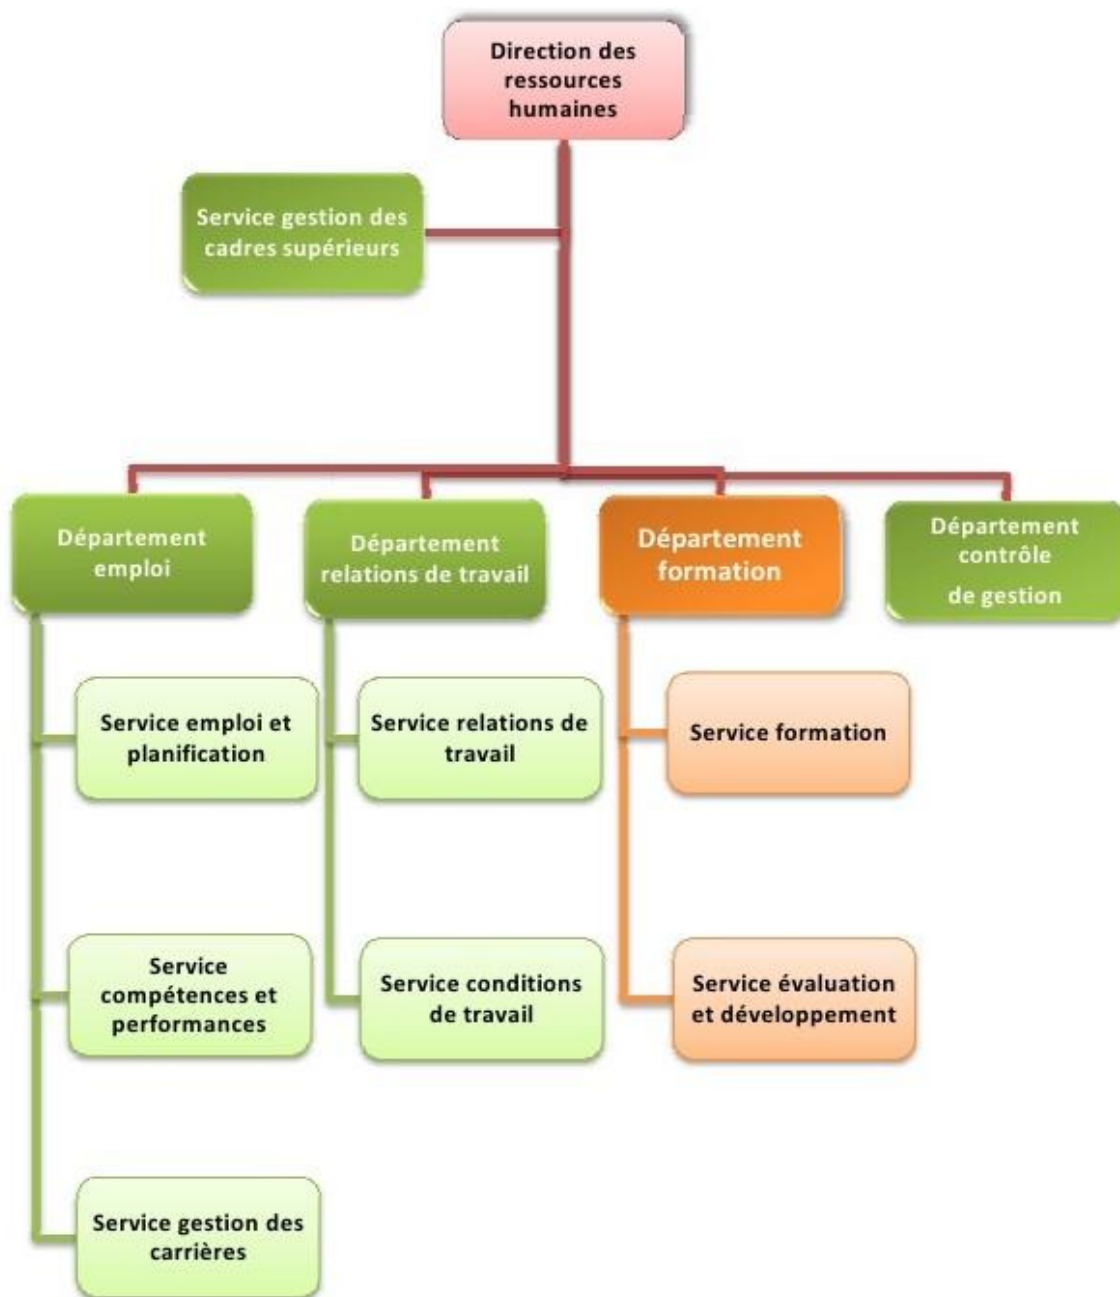 Direction des
ressources
humaines
Service gestion des
cadres supérieurs
Département
emploi
Département
relations de travail
Département
formation
Département
contrôle
de gestion
Service emploi et
planification
Service relations de
travail
Service formation
Service
compétences et
performances
Service conditions
de travail
Service évaluation
et développement
Service gestion des
carrières